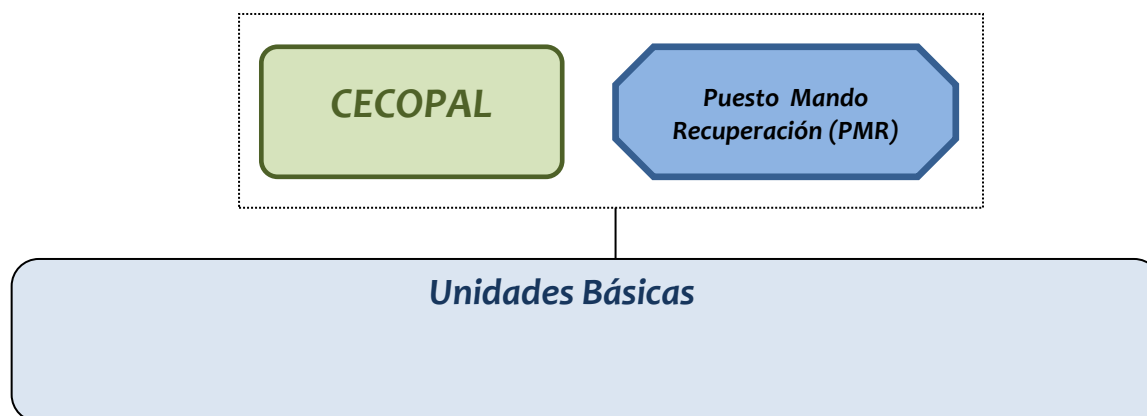 CECOPAL
Puesto Mando
Recuperación (PMR)
Unidades Básicas